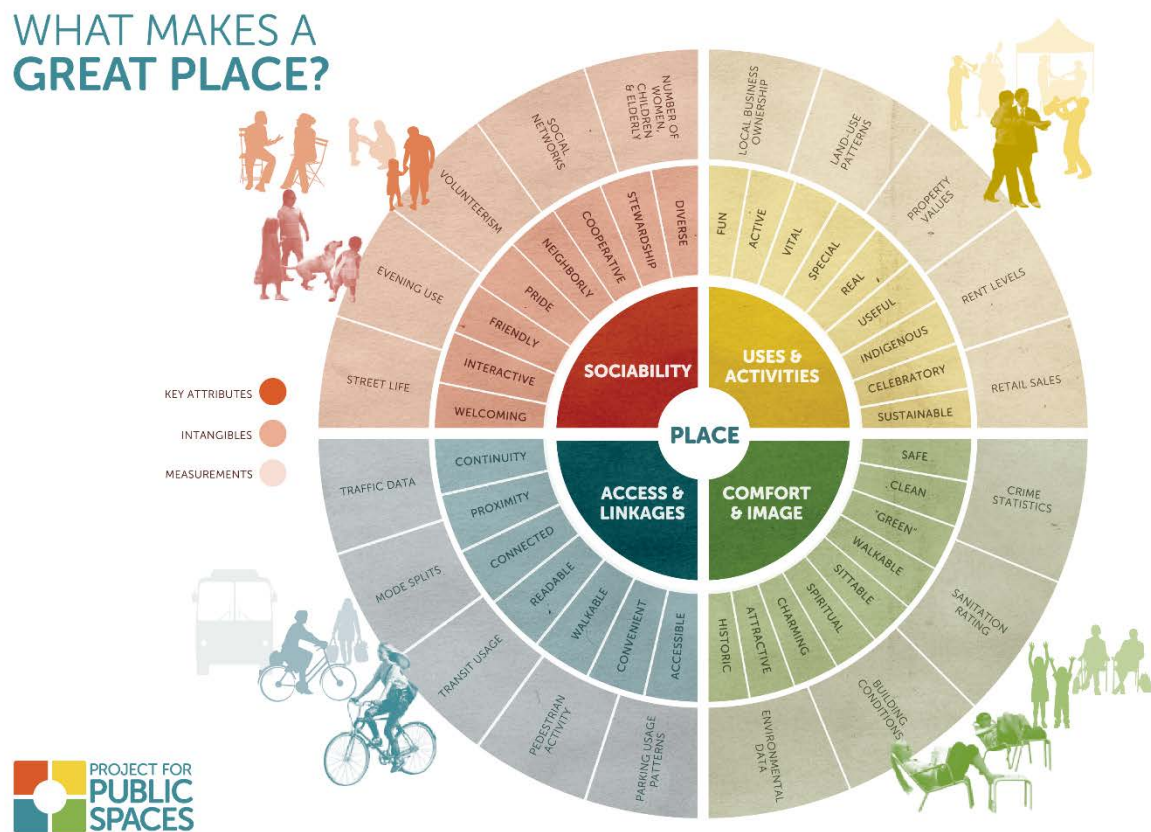 WHAT MAKES A
GREAT PLACE?
KEY ATTRIBUTES
INTANGIBLES
MEASUREMENTS
PLACE
SOCIABILITY
WELCOMING
INTERACTIVE
FRIENDLY
PRIDE
NEIGHBORLY
COOPERATIVE
STEWARDSHIP
DIVERSE
STREET LIFE
EVENING USE
VOLUNTEERISM
SOCIAL
NETWORKS
NUMBER OF
WOMEN,
CHILDREN
& ELDERLY
USES &
ACTIVITIES
FUN
ACTIVE
VITAL
SPECIAL
REAL
USEFUL
INDIGENOUS
CELEBRATORY
SUSTAINABLE
LOCAL BUSINESS
OWNERSHIP
LAND-USE
PATTERNS
PROPERTY
VALUES
RENT LEVELS
RETAIL SALES
COMFORT
& IMAGE
SAFE
CLEAN
"GREEN"
WALKABLE
SITTABLE
SPIRITUAL
CHARMING
ATTRACTIVE
HISTORIC
CRIME
STATISTICS
SANITATION
RATING
BUILDING
CONDITIONS
ENVIRONMENTAL
DATA
ACCESS &
LINKAGES
CONTINUITY
PROXIMITY
CONNECTED
READABLE
WALKABLE
CONVENIENT
ACCESSIBLE
TRAFFIC DATA
MODE SPLITS
TRANSIT USAGE
PEDESTRIAN
ACTIVITY
PARKING USAGE
PATTERNS
PROJECT FOR
PUBLIC
SPACES